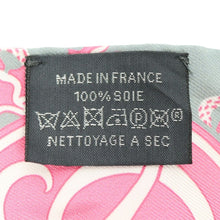 MADE IN FRANCE
100% SOIE
NETTOYAGE A SEC